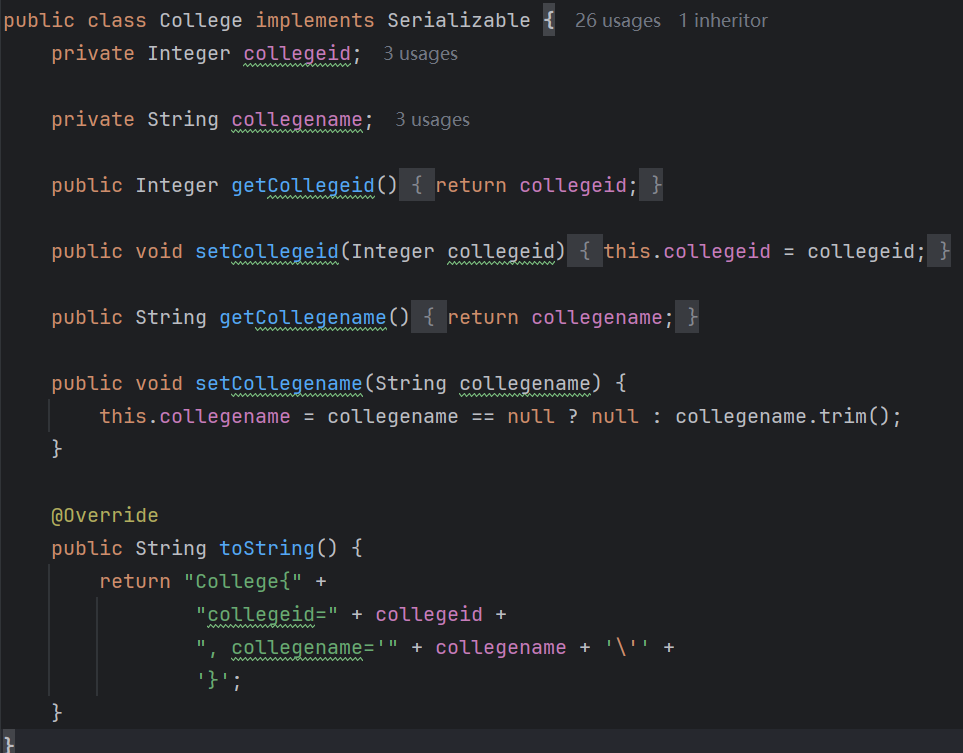 public class College implements Serializable { 26 usages 1 inheritor
    private Integer collegeid; 3 usages
    private String collegename; 3 usages
    public Integer getCollegeid() { return collegeid; }
    public void setCollegeid(Integer collegeid) { this.collegeid = collegeid; }
    public String getCollegename() { return collegename; }
    public void setCollegename(String collegename) {
        this.collegename = collegename == null ? null : collegename.trim();
    }
    @Override
    public String toString() {
        return "College{" +
                "collegeid=" + collegeid +
                ", collegename='" + collegename + '\'' +
                '}';
    }
}